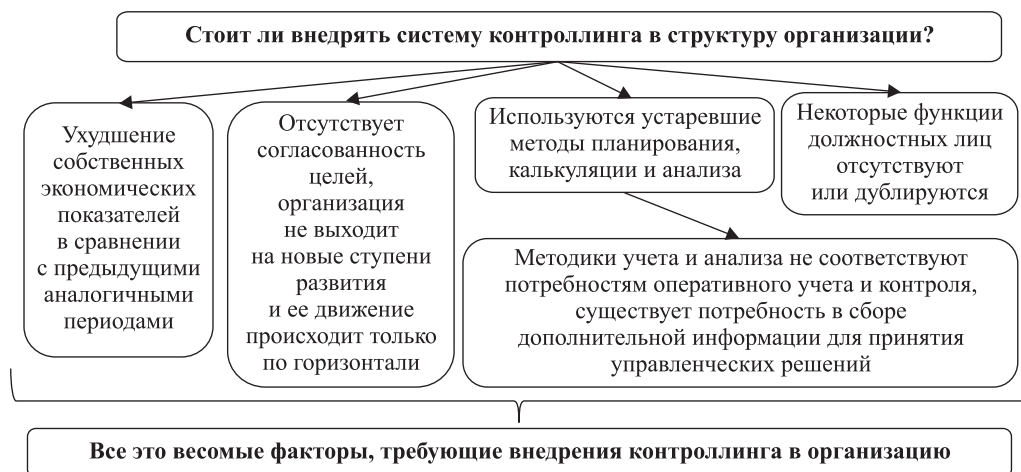 Стоит ли внедрять систему контроллинга в структуру организации?
Ухудшение
собственных
экономических
показателей
в сравнении
с предыдущими
аналогичными
периодами
Отсутствует
согласованность
целей,
организация
не выходит
на новые ступени
развития
и ее движение
происходит только
по горизонтали
Используются устаревшие
методы планирования,
калькуляции и анализа
Некоторые функции
должностных лиц
отсутствуют
или дублируются
Методики учета и анализа не соответствуют
потребностям оперативного учета и контроля,
существует потребность в сборе
дополнительной информации для принятия
управленческих решений
Все это весомые факторы, требующие внедрения контроллинга в организацию